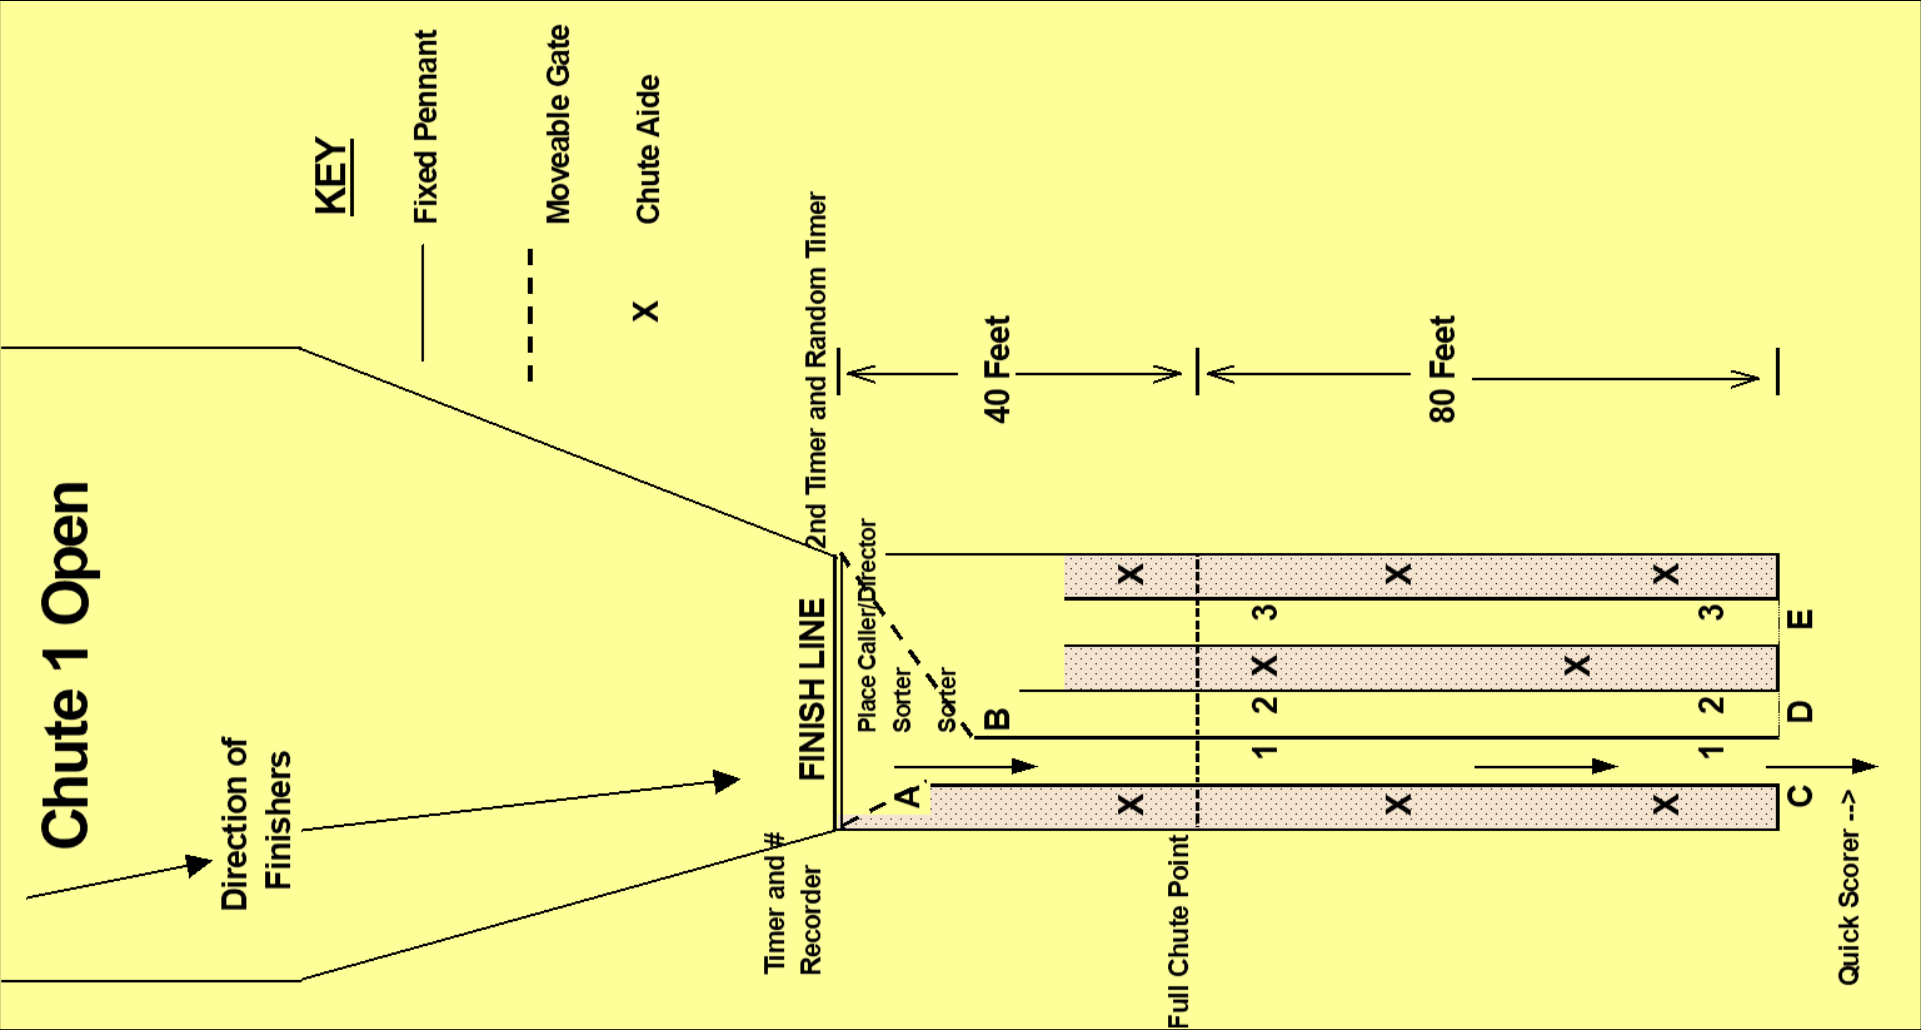 Chute 1 Open
Direction of
Finishers
KEY
Fixed Pennant
Moveable Gate
X Chute Aide
Timer and #
Recorder
FINISH LINE
2nd Timer and Random Timer
Place Caller/Director
Sorter
Sorter
A
B
40 Feet
X X
Full Chute Point
1 2 X 3
X X
80 Feet
X
X X
1 2 3
C D E
Quick Scorer -->